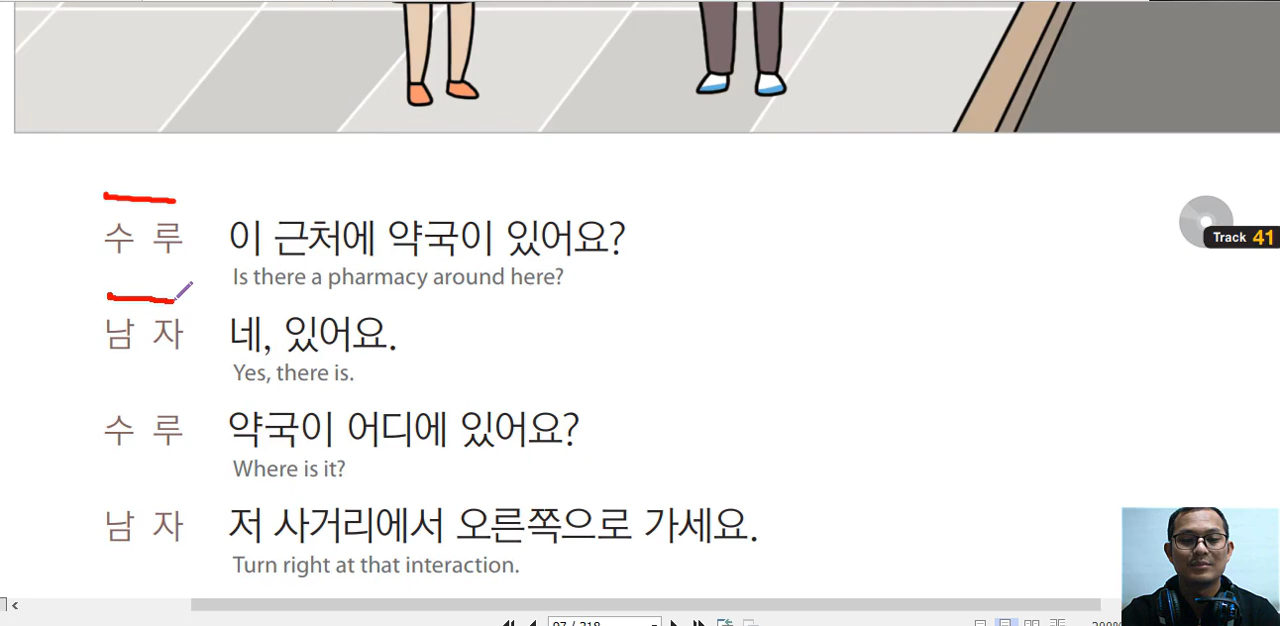 수 루 이 근처에 약국이 있어요?
Track 41
Is there a pharmacy around here?
남 자 네, 있어요.
Yes, there is.
수 루 약국이 어디에 있어요?
Where is it?
남 자 저 사거리에서 오른쪽으로 가세요.
Turn right at that interaction.